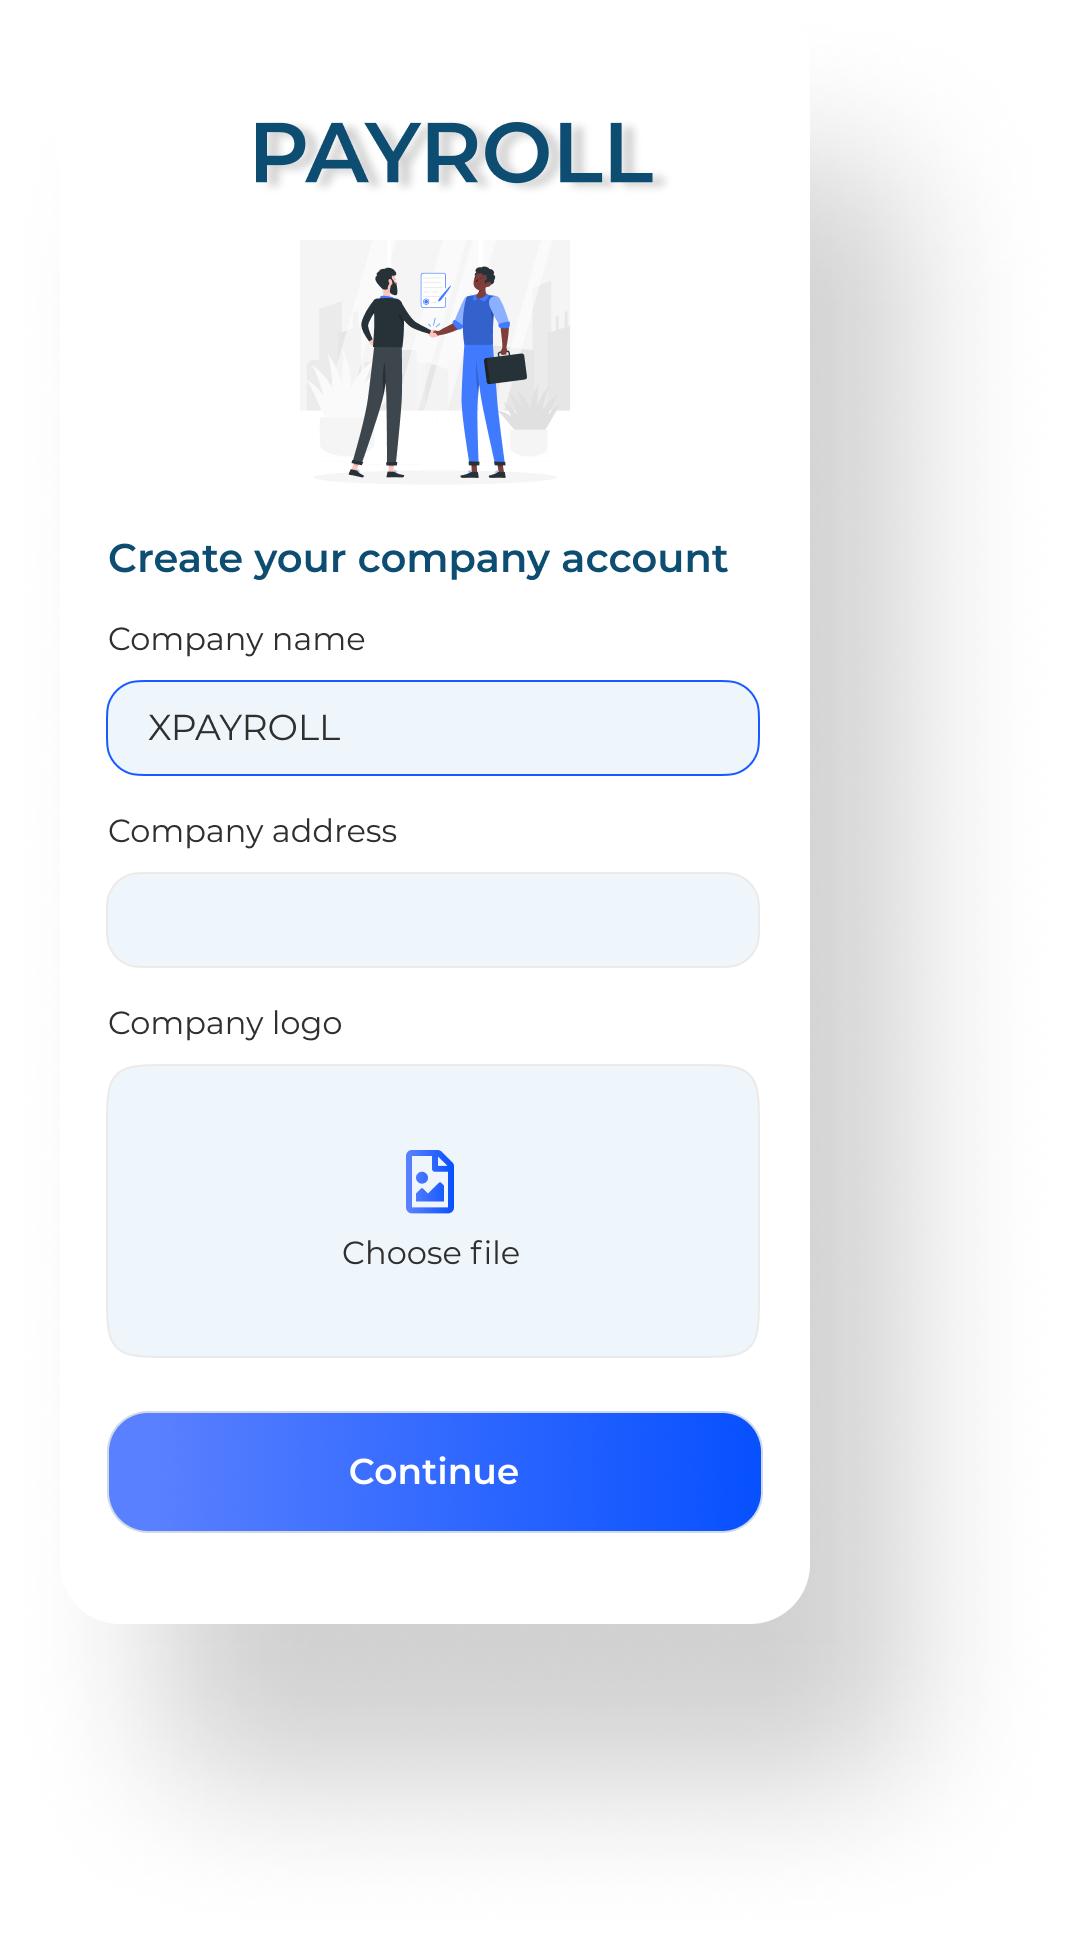 PAYROLL
Create your company account
Company name
XPAYROLL
Company address
Company logo
Choose file
Continue